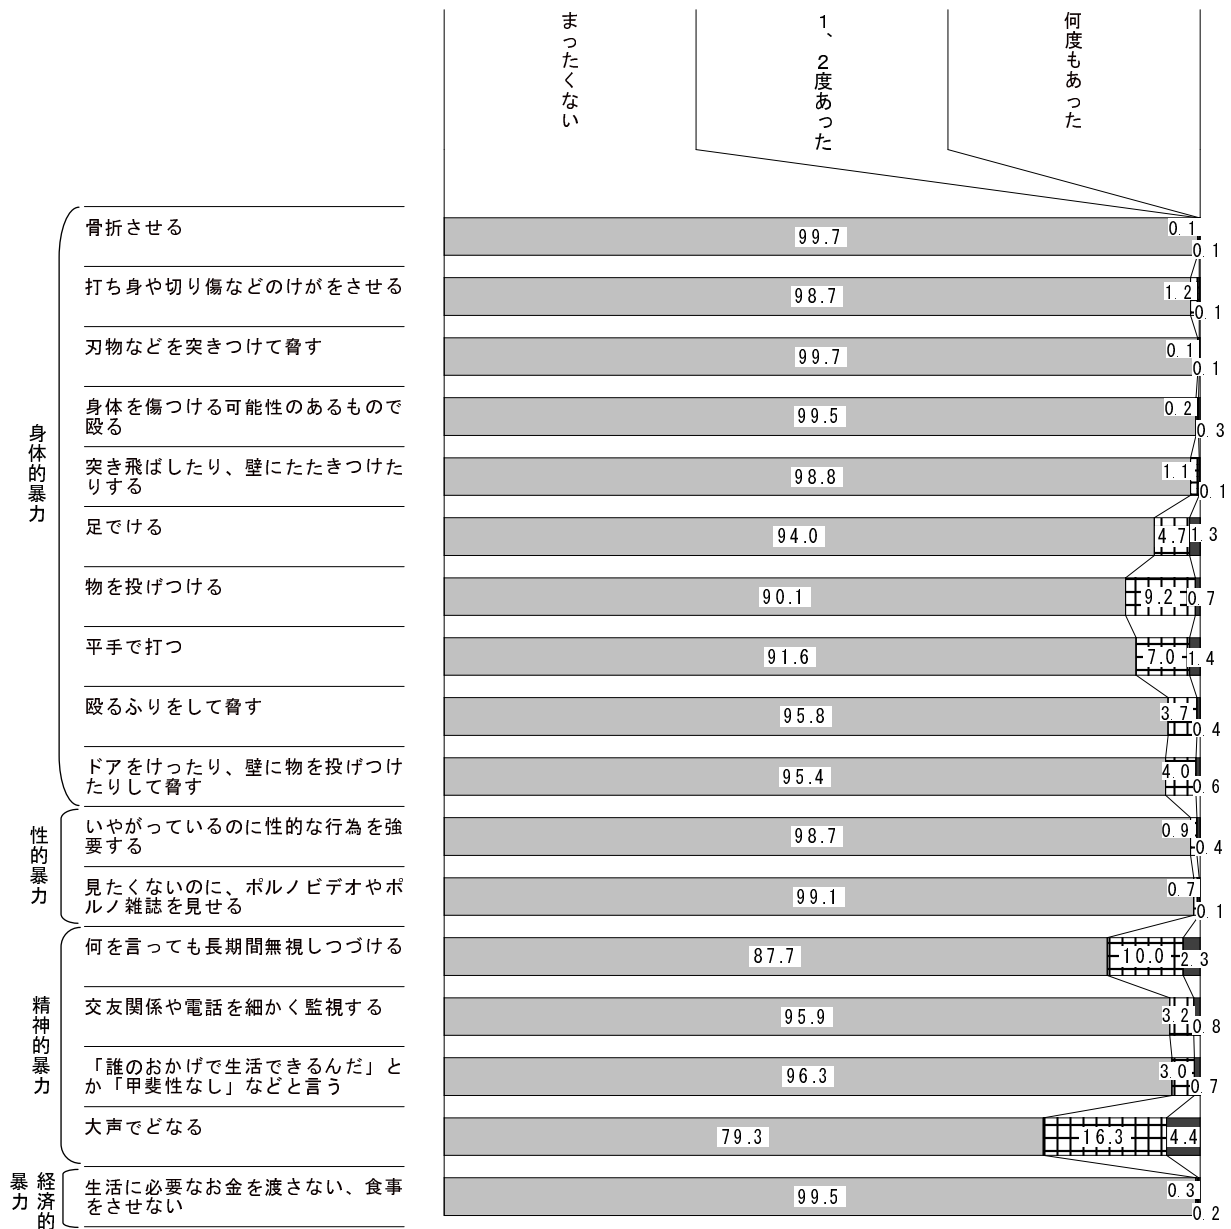 まったくない
1、2度あった
何度もあった
身体的暴力
骨折させる
99.7
0.1
0.1
打ち身や切り傷などのけがをさせる
98.7
1.2
0.1
刃物などを突きつけて脅す
99.7
0.1
0.1
身体を傷つける可能性のあるもので
殴る
99.5
0.2
0.3
突き飛ばしたり、壁にたたきつけた
りする
98.8
1.1
0.1
足でける
94.0
4.7
1.3
物を投げつける
90.1
9.2
0.7
平手で打つ
91.6
7.0
1.4
殴るふりをして脅す
95.8
3.7
0.4
ドアをけったり、壁に物を投げつけ
たりして脅す
95.4
4.0
0.6
性的暴力
いやがっているのに性的な行為を強
要する
98.7
0.9
0.4
見たくないのに、ポルノビデオやポ
ルノ雑誌を見せる
99.1
0.7
0.1
精神的暴力
何を言っても長期間無視しつづける
87.7
10.0
2.3
交友関係や電話を細かく監視する
95.9
3.2
0.8
「誰のおかげで生活できるんだ」と
か「甲斐性なし」などと言う
96.3
3.0
0.7
大声でどなる
79.3
16.3
4.4
経済的
暴力
生活に必要なお金を渡さない、食事
をさせない
99.5
0.3
0.2